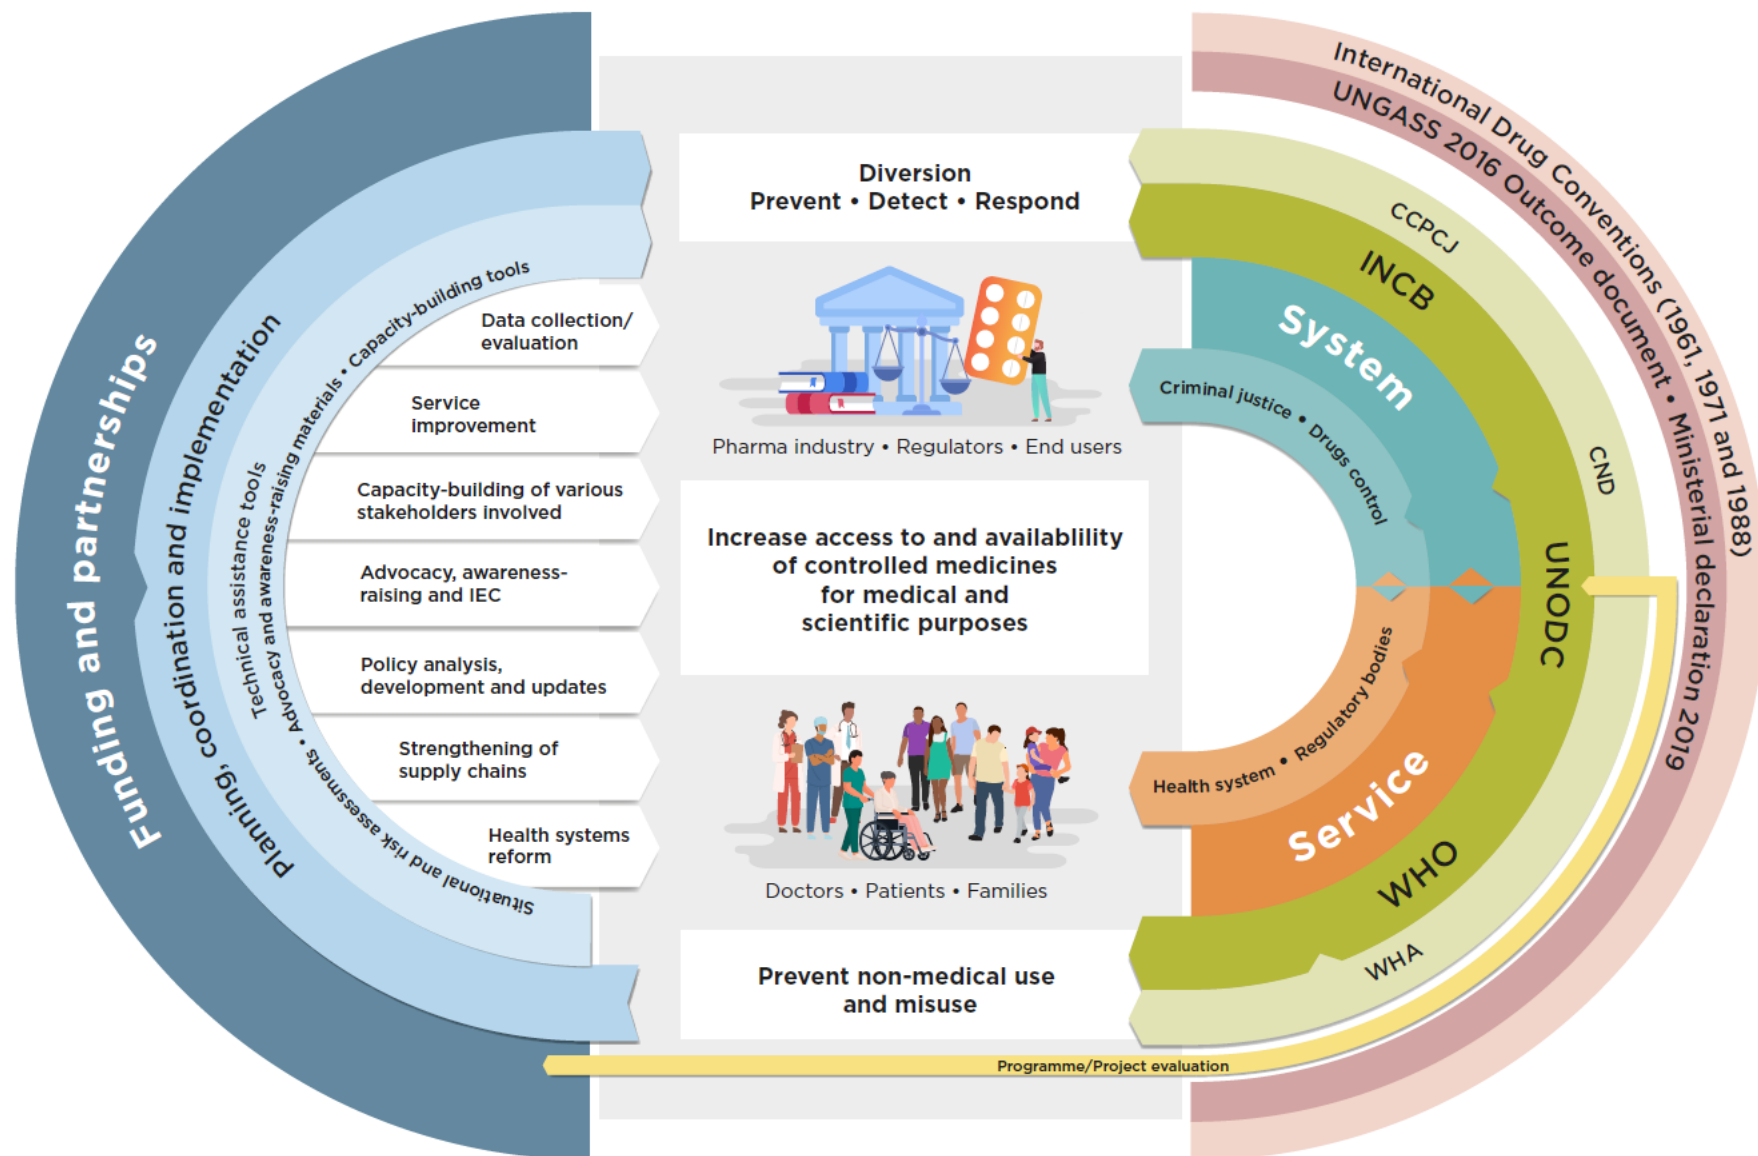 Funding and partnerships
Planning, coordination and implementation
Technical assistance tools
Situational and risk assessments • Advocacy and awareness-raising materials • Capacity-building tools
Data collection/
evaluation
Service
improvement
Capacity-building of various
stakeholders involved
Advocacy, awareness-
raising and IEC
Policy analysis,
development and updates
Strengthening of
supply chains
Health systems
reform
Diversion
Prevent • Detect • Respond
Pharma industry • Regulators • End users
Increase access to and availablility
of controlled medicines
for medical and
scientific purposes
Doctors • Patients • Families
Prevent non-medical use
and misuse
Programme/Project evaluation
Criminal justice • Drugs control
System
Health system • Regulatory bodies
Service
INCB
UNODC
WHO
CCPCJ
CND
WHA
UNGASS 2016 Outcome document • Ministerial declaration 2019
International Drug Conventions (1961, 1971 and 1988)